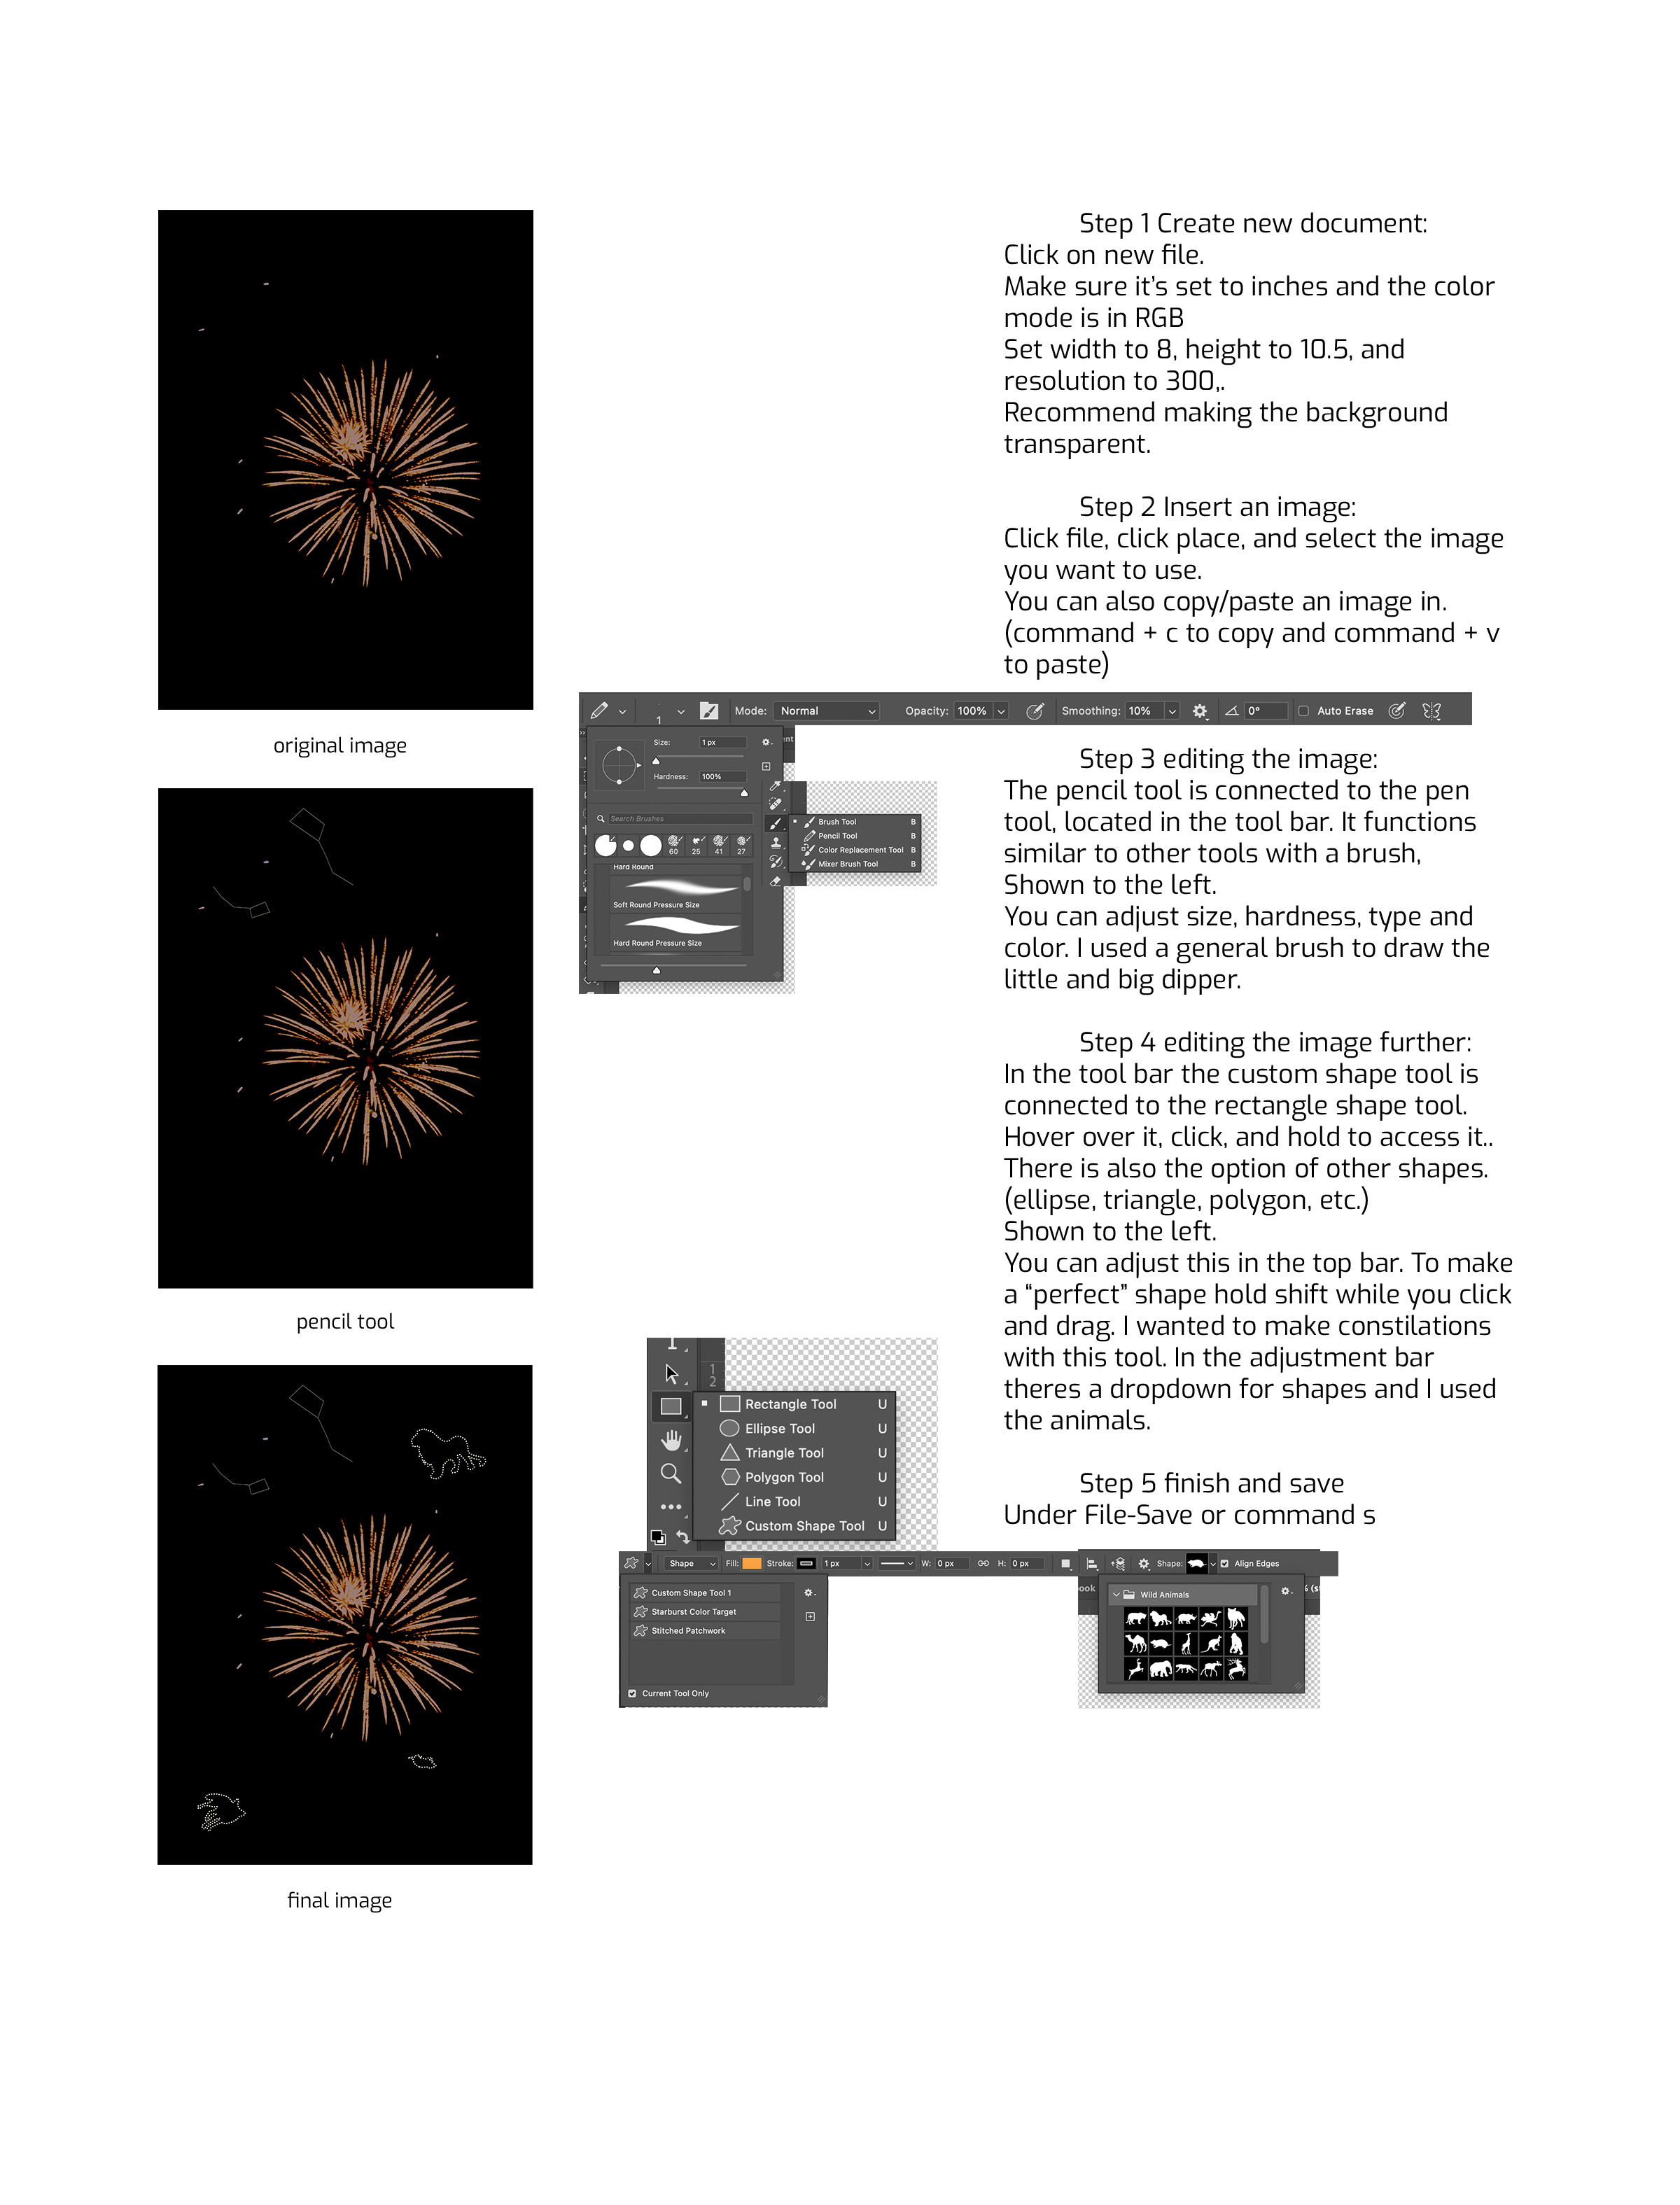 original image
pencil tool
final image
Step 1 Create new document:
Click on new file.
Make sure it's set to inches and the color
mode is in RGB
Set width to 8, height to 10.5, and
resolution to 300,.
Recommend making the background
transparent.
Step 2 Insert an image:
Click file, click place, and select the image
you want to use.
You can also copy/paste an image in.
(command + c to copy and command + v
to paste)
1 Mode: Normal Opacity: 100% Smoothing: 10% 0° Auto Erase
Size: 1 px
Hardness: 100%
Search Brushes
60 25 41 27
Hard Round
Soft Round Pressure Size
Hard Round Pressure Size
Brush Tool B
Pencil Tool B
Color Replacement Tool B
Mixer Brush Tool B
Step 3 editing the image:
The pencil tool is connected to the pen
tool, located in the tool bar. It functions
similar to other tools with a brush,
Shown to the left.
You can adjust size, hardness, type and
color. I used a general brush to draw the
little and big dipper.
Step 4 editing the image further:
In the tool bar the custom shape tool is
connected to the rectangle shape tool.
Hover over it, click, and hold to access it..
There is also the option of other shapes.
(ellipse, triangle, polygon, etc.)
Shown to the left.
You can adjust this in the top bar. To make
a “perfect” shape hold shift while you click
and drag. I wanted to make constilations
with this tool. In the adjustment bar
theres a dropdown for shapes and I used
the animals.
Step 5 finish and save
Under File-Save or command s
1
2
Rectangle Tool U
Ellipse Tool U
Triangle Tool U
Polygon Tool U
Line Tool U
Custom Shape Tool U
Shape Fill: Stroke: 1 px W: 0 px H: 0 px Shape: Align Edges
Custom Shape Tool 1
Starburst Color Target
Stitched Patchwork
Current Tool Only
Wild Animals